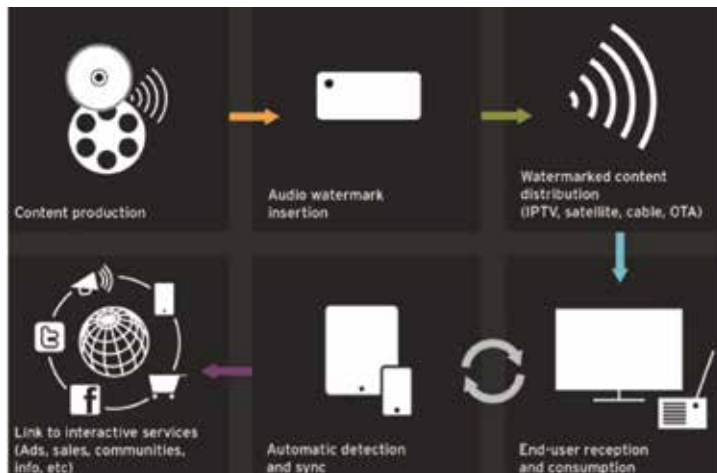 Content production
Audio watermark
insertion
Watermarked content
distribution
(IPTV, satellite, cable, OTA)
Link to interactive services
(Ads, sales, communities,
info, etc)
Automatic detection
and sync
End-user reception
and consumption